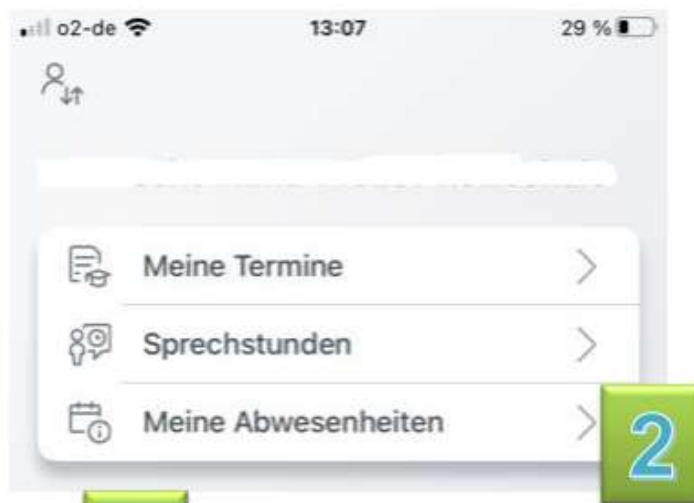 o2-de 13:07 29 %
Meine Termine
Sprechstunden
Meine Abwesenheiten
2